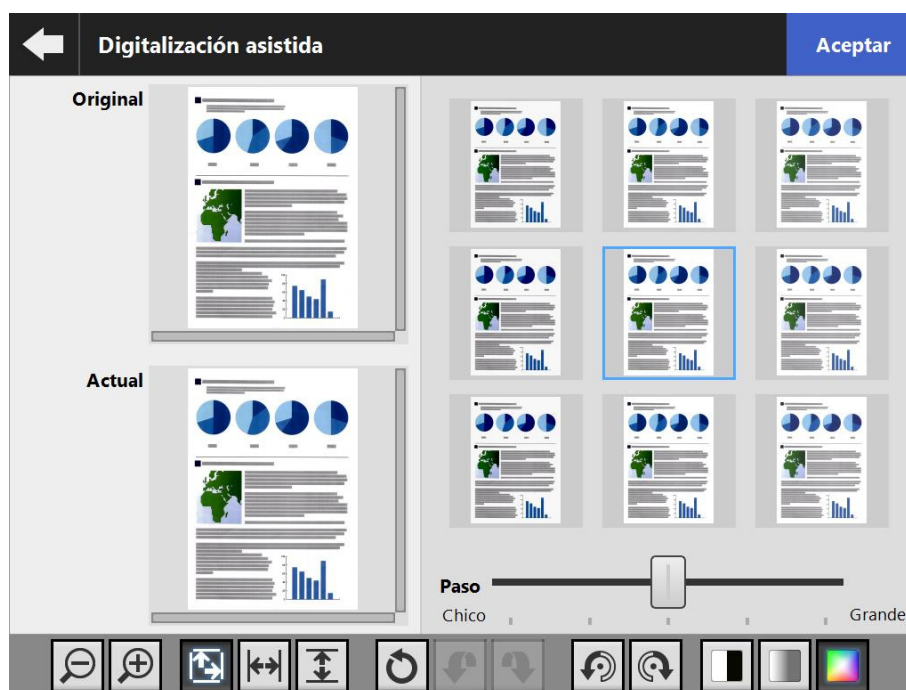 Digitalización asistida
Aceptar
Original
Actual
Paso
Chico
Grande